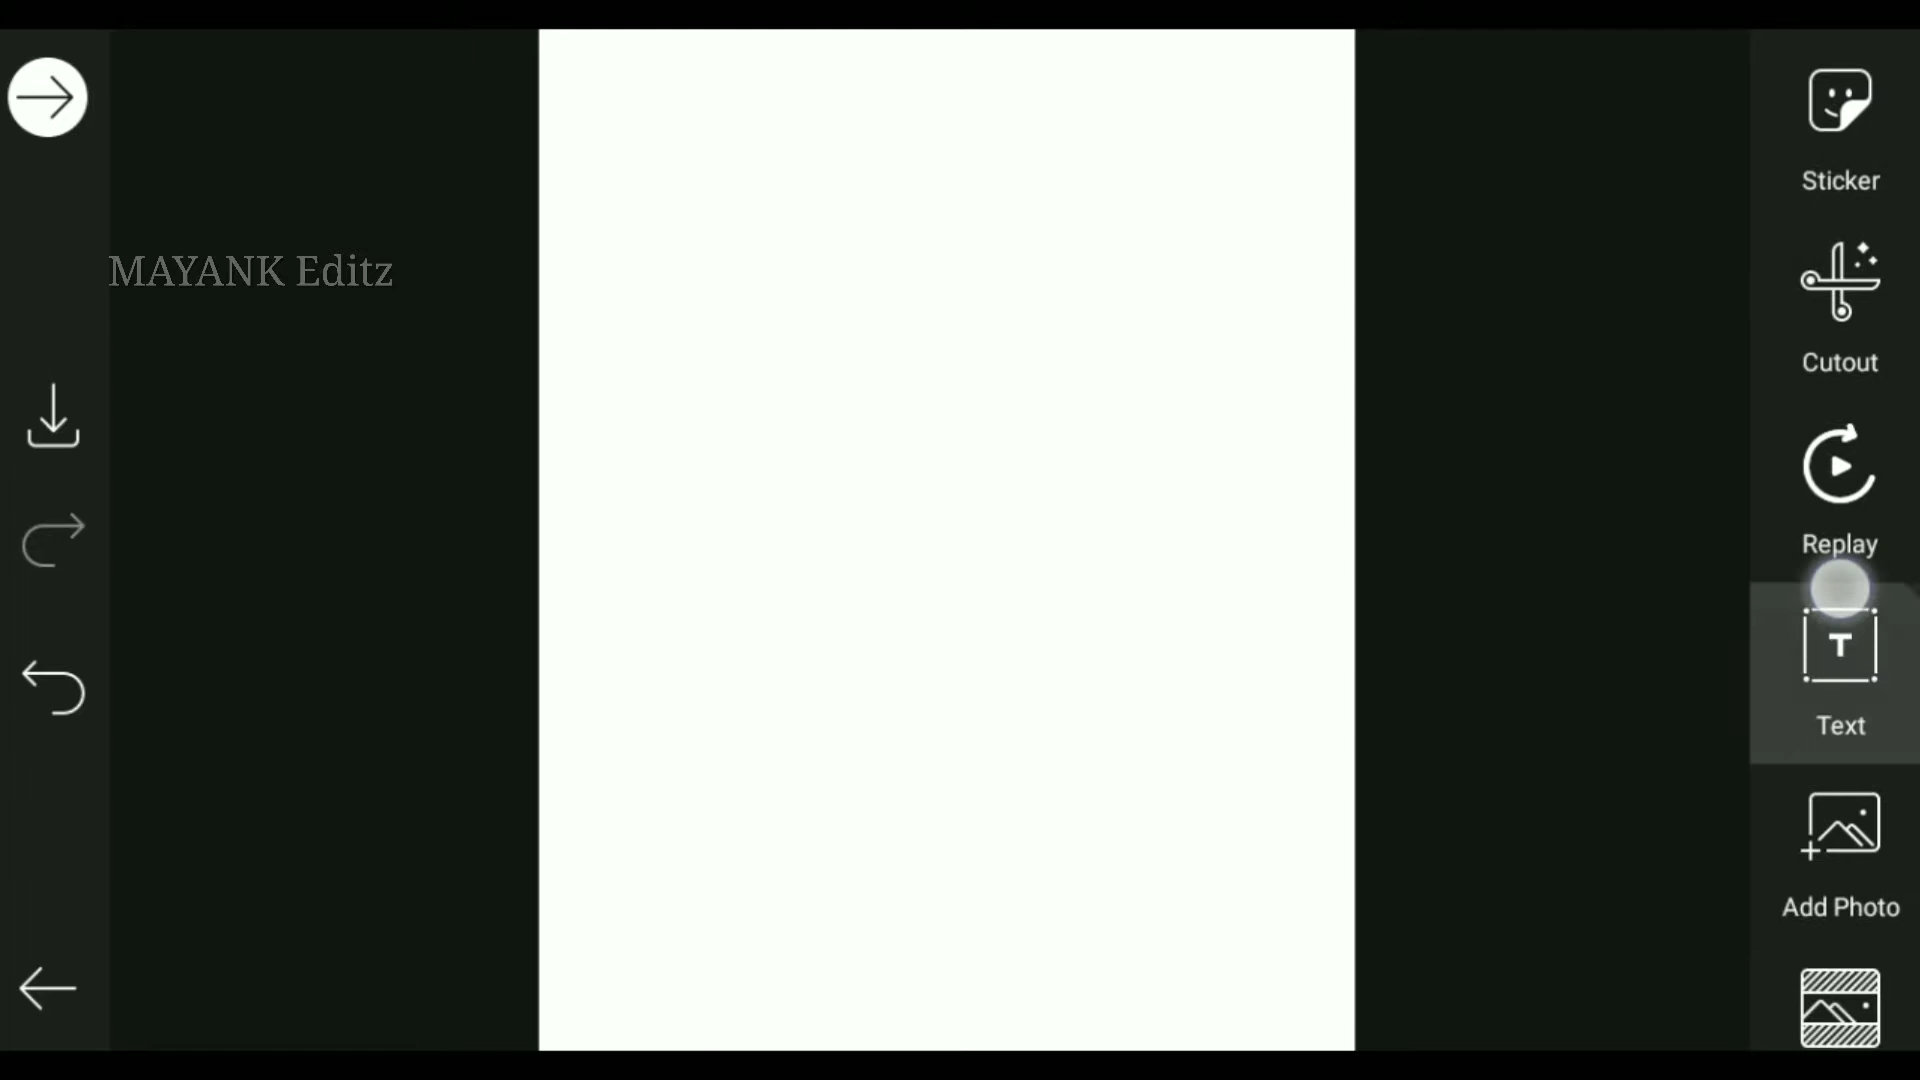 Sticker
MAYANK Editz
Cutout
Replay
T
Text
Add Photo